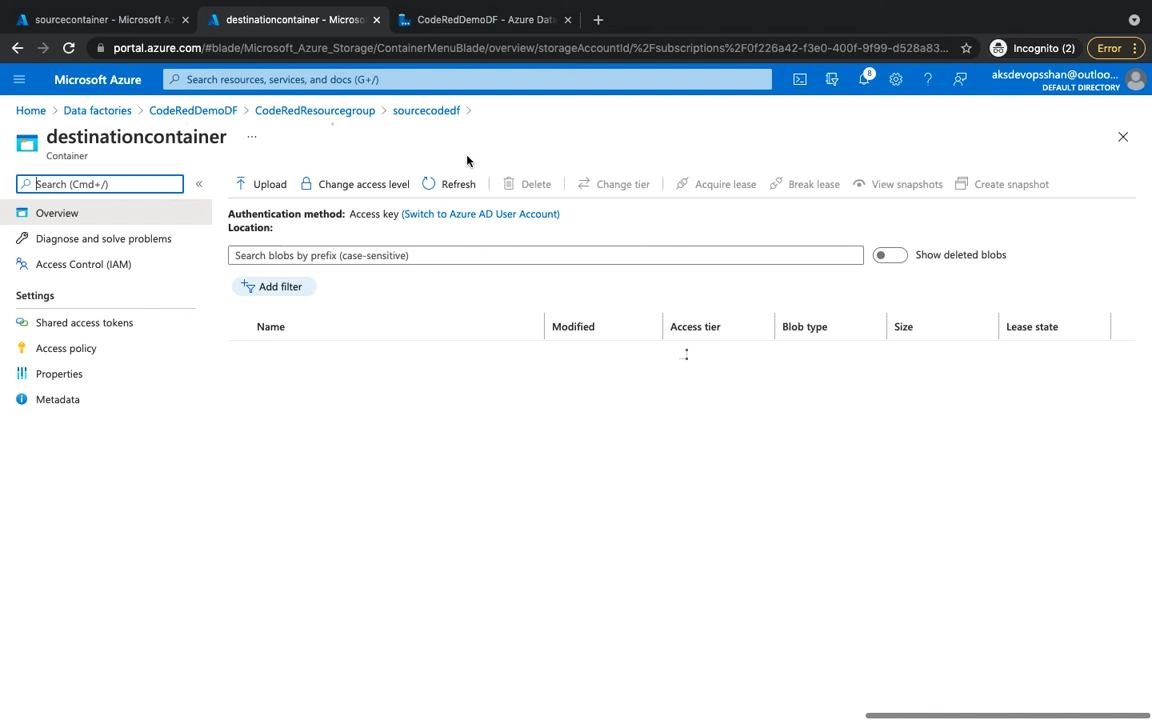 sourcecontainer - Microsoft A
destinationcontainer - Microso
CodeRedDemoDF - Azure Dat
portal.azure.com/#blade/Microsoft_Azure_Storage/ContainerMenuBlade/overview/storageAccountId/%2Fsubscriptions%2F0f226a42-f3e0-400f-9f99-d528a83...
Incognito (2)
Error
Microsoft Azure
Search resources, services, and docs (G+/)
8
aksdevopsshan@outloo...
DEFAULT DIRECTORY
Home > Data factories > CodeRedDemoDF > CodeRedResourcegroup > sourcecodedf >
destinationcontainer ...
Container
Search (Cmd+/)
«
Upload
Change access level
Refresh
Delete
Change tier
Acquire lease
Break lease
View snapshots
Create snapshot
Overview
Diagnose and solve problems
Access Control (IAM)
Settings
Shared access tokens
Access policy
Properties
Metadata
Authentication method: Access key (Switch to Azure AD User Account)
Location:
Search blobs by prefix (case-sensitive)
Show deleted blobs
Add filter
Name
Modified
Access tier
Blob type
Size
Lease state